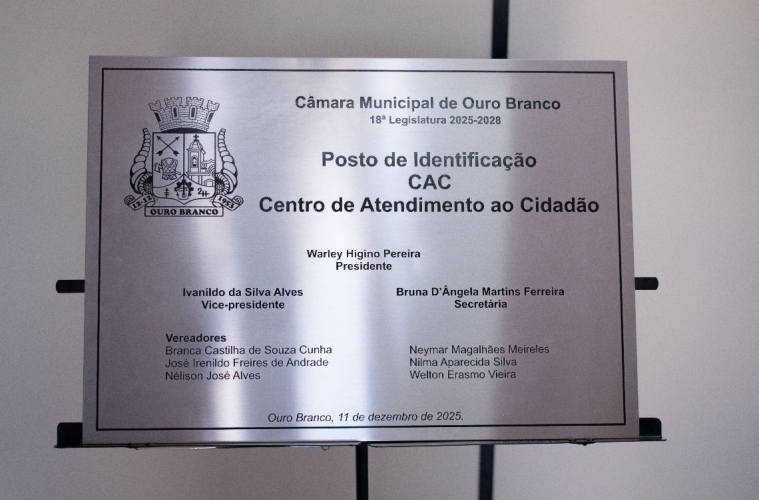 Câmara Municipal de Ouro Branco
18ª Legislatura 2025-2028
Posto de Identificação
CAC
Centro de Atendimento ao Cidadão
12.12
1953
OURO BRANCO
Warley Higino Pereira
Presidente
Ivanildo da Silva Alves
Vice-presidente
Bruna D'Ângela Martins Ferreira
Secretária
Vereadores
Branca Castilha de Souza Cunha
José Irenildo Freires de Andrade
Nélison José Alves
Neymar Magalhães Meireles
Nilma Aparecida Silva
Welton Erasmo Vieira
Ouro Branco, 11 de dezembro de 2025.